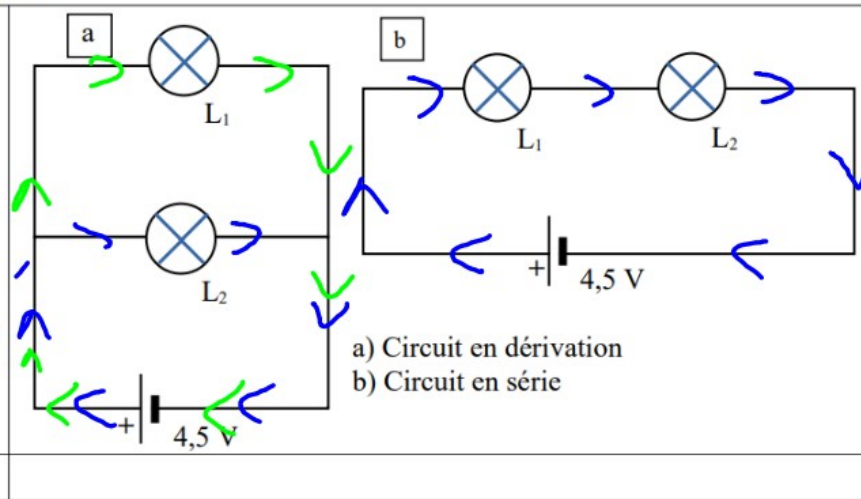 a
L₁
L₂
+
4,5 V
b
L₁
L₂
+
4,5 V
a) Circuit en dérivation
b) Circuit en série